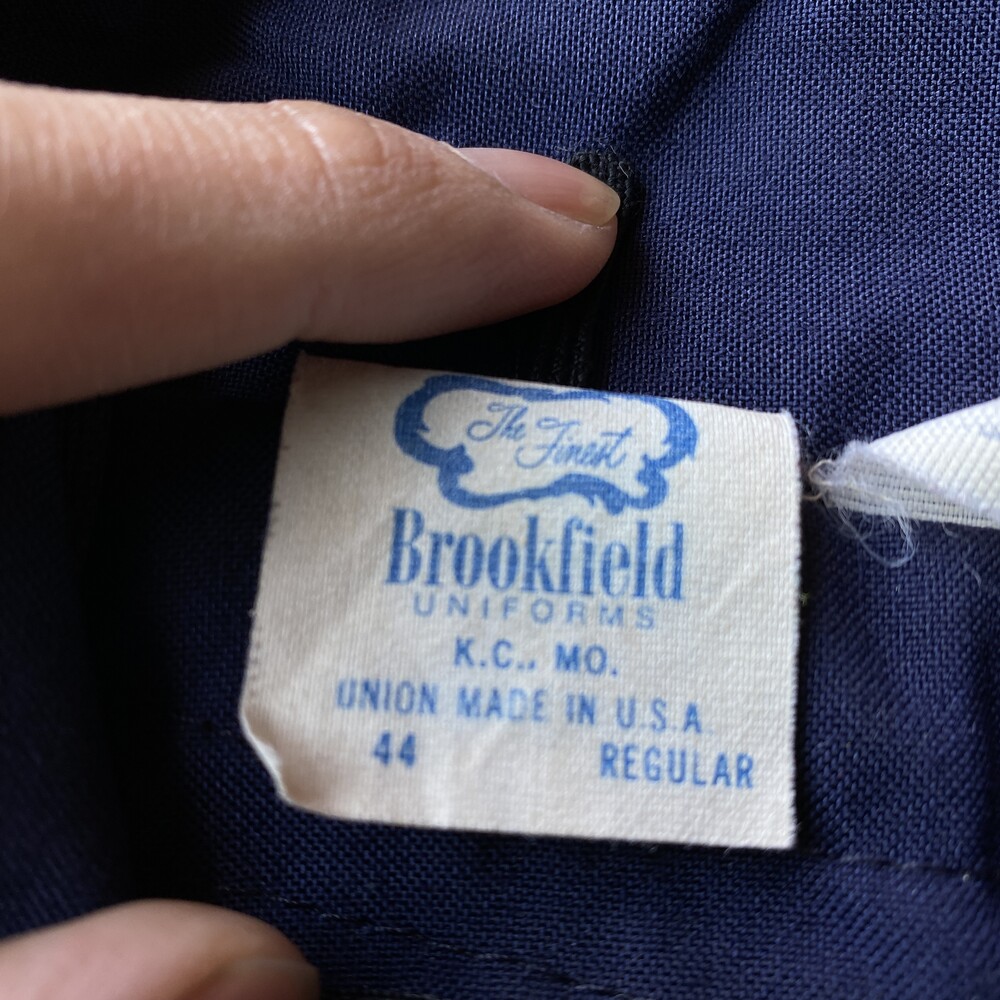 The Finest
Brookfield
UNIFORMS
K.C., MO.
UNION MADE IN U.S.A
44 REGULAR